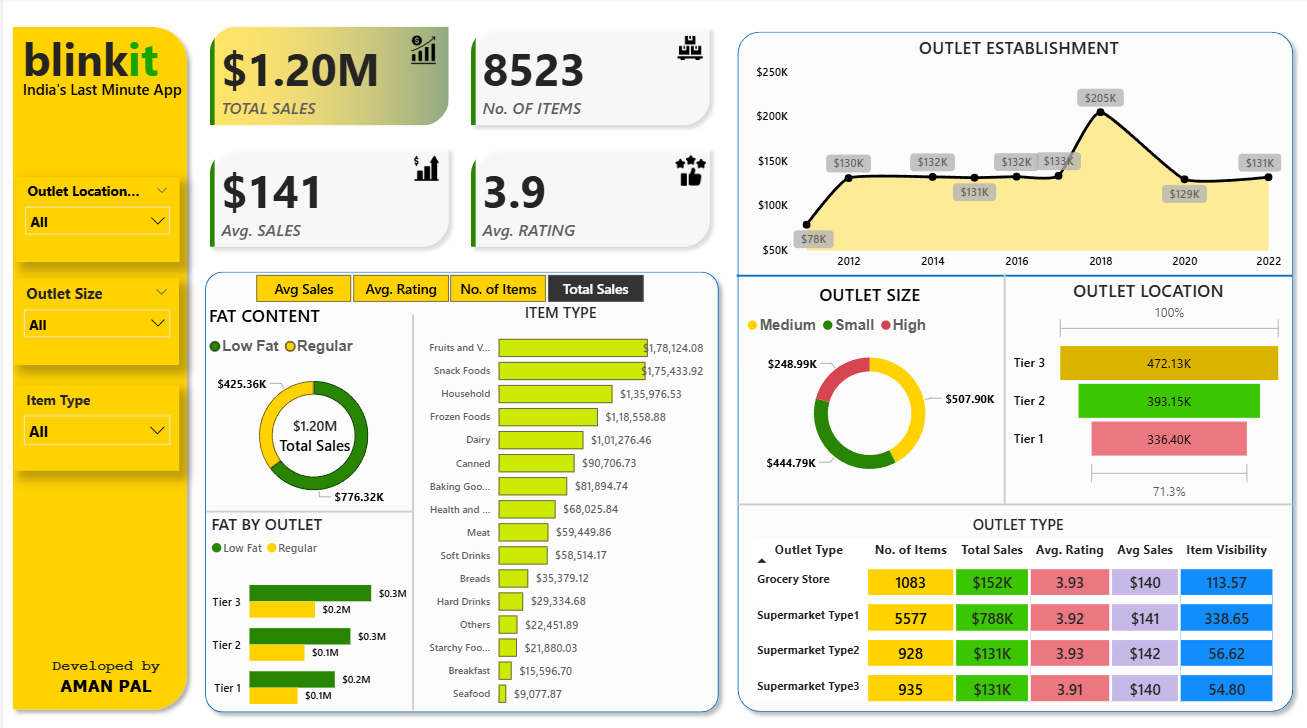 blinkit
India's Last Minute App
Outlet Location...
All
Outlet Size
All
Item Type
All
Developed by
AMAN PAL
$1.20M
TOTAL SALES
8523
No. OF ITEMS
$141
Avg. SALES
3.9
Avg. RATING
Avg Sales
Avg. Rating
No. of Items
Total Sales
FAT CONTENT
Low Fat Regular
$425.36K
$1.20M
Total Sales
$776.32K
FAT BY OUTLET
Low Fat Regular
Tier 3 $0.3M
$0.2M
Tier 2 $0.3M
$0.1M
Tier 1 $0.2M
$0.1M
ITEM TYPE
Fruits and V... $1,78,124.08
Snack Foods $1,75,433.92
Household $1,35,976.53
Frozen Foods $1,18,558.88
Dairy $1,01,276.46
Canned $90,706.73
Baking Goo... $81,894.74
Health and ... $68,025.84
Meat $59,449.86
Soft Drinks $58,514.17
Breads $35,379.12
Hard Drinks $29,334.68
Others $22,451.89
Starchy Foo... $21,880.03
Breakfast $15,596.70
Seafood $9,077.87
OUTLET ESTABLISHMENT
$250K
$200K
$150K
$100K
$50K
$78K
$130K
$132K
$131K
$132K
$133K
$205K
$129K
$131K
2012 2014 2016 2018 2020 2022
OUTLET SIZE
Medium Small High
$248.99K
$507.90K
$444.79K
OUTLET LOCATION
100%
Tier 3 472.13K
Tier 2 393.15K
Tier 1 336.40K
71.3%
OUTLET TYPE
Outlet Type No. of Items Total Sales Avg. Rating Avg Sales Item Visibility
Grocery Store 1083 $152K 3.93 $140 113.57
Supermarket Type1 5577 $788K 3.92 $141 338.65
Supermarket Type2 928 $131K 3.93 $142 56.62
Supermarket Type3 935 $131K 3.91 $140 54.80